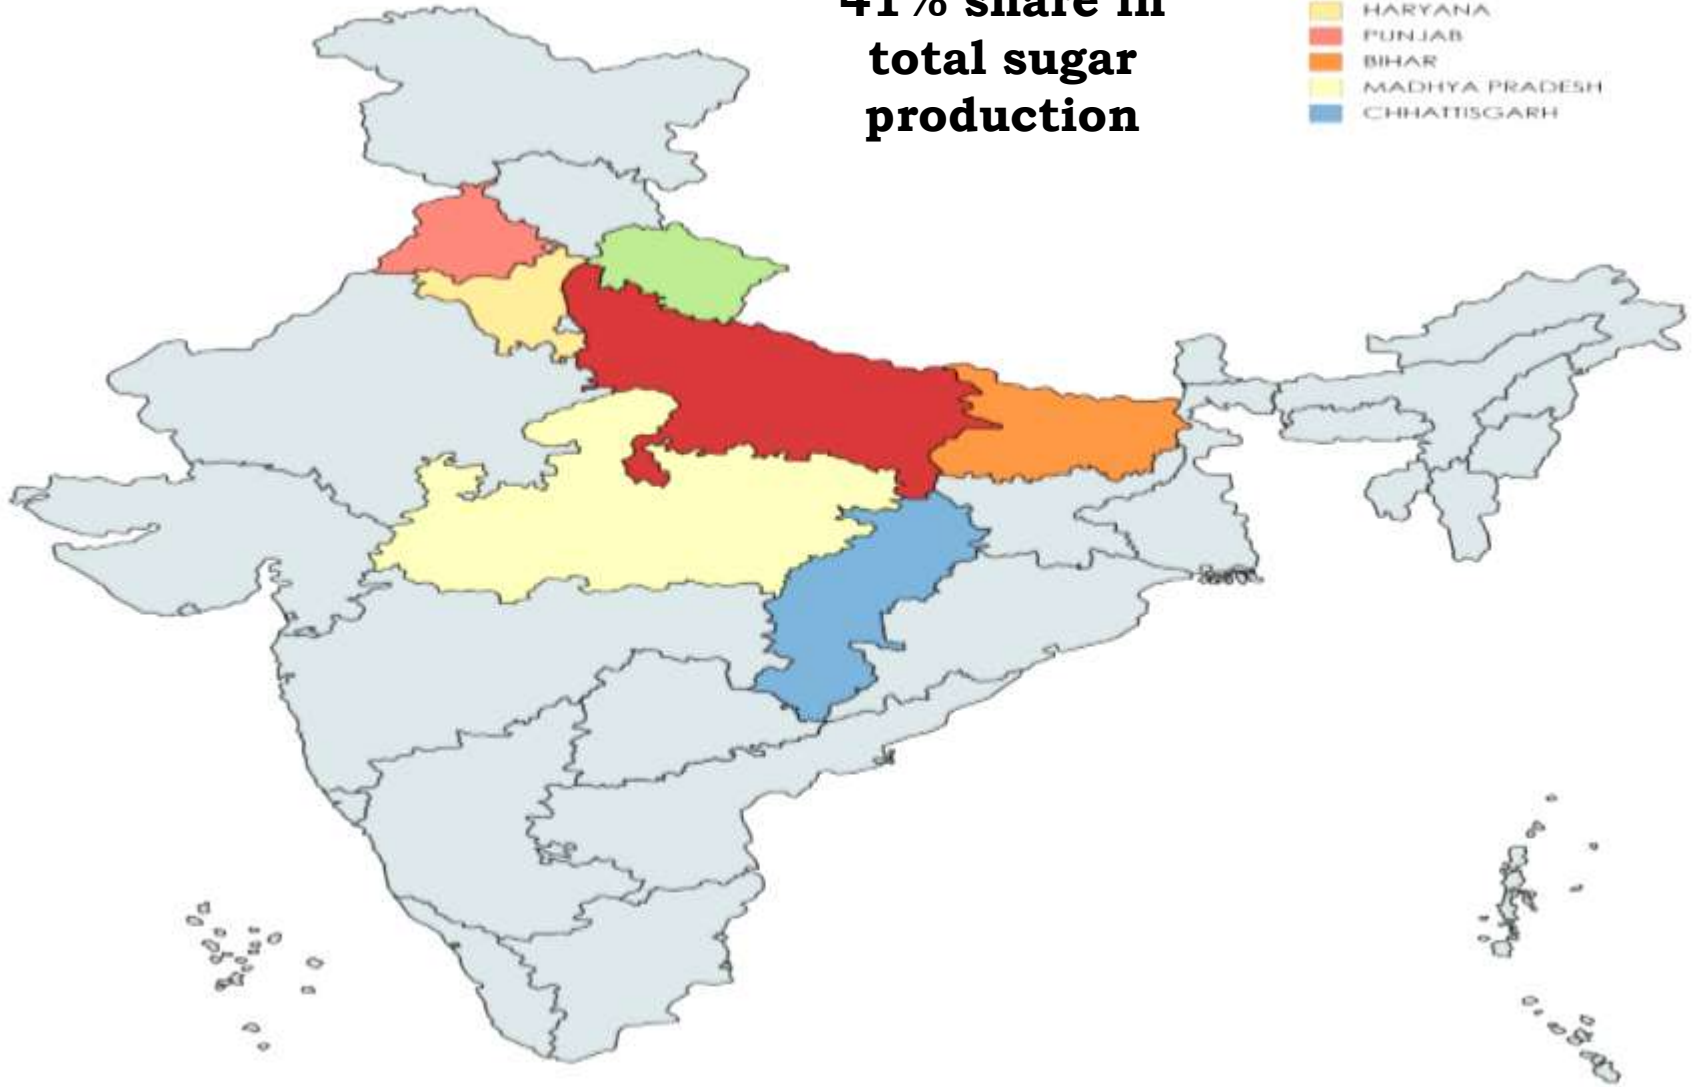 41% share in
total sugar
production
HARYANA
PUNJAB
BIHAR
MADHYA PRADESH
CHHATTISGARH